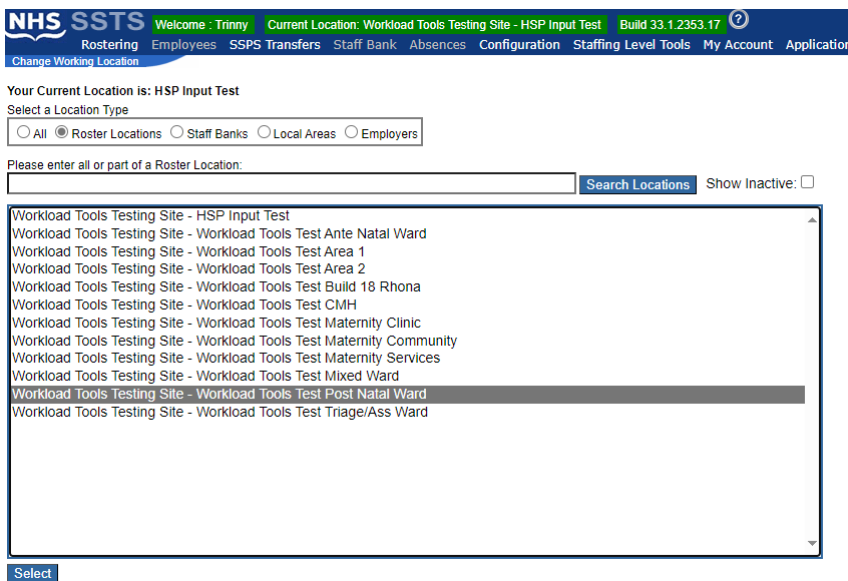 NHS SSTS Welcome : Trinny Current Location: Workload Tools Testing Site - HSP Input Test Build 33.1.2353.17 ?
Rostering Employees SSPS Transfers Staff Bank Absences Configuration Staffing Level Tools My Account Application
Change Working Location
Your Current Location is: HSP Input Test
Select a Location Type
All Roster Locations Staff Banks Local Areas Employers
Please enter all or part of a Roster Location:
Search Locations Show Inactive:
Workload Tools Testing Site - HSP Input Test
Workload Tools Testing Site - Workload Tools Test Ante Natal Ward
Workload Tools Testing Site - Workload Tools Test Area 1
Workload Tools Testing Site - Workload Tools Test Area 2
Workload Tools Testing Site - Workload Tools Test Build 18 Rhona
Workload Tools Testing Site - Workload Tools Test CMH
Workload Tools Testing Site - Workload Tools Test Maternity Clinic
Workload Tools Testing Site - Workload Tools Test Maternity Community
Workload Tools Testing Site - Workload Tools Test Maternity Services
Workload Tools Testing Site - Workload Tools Test Mixed Ward
Workload Tools Testing Site - Workload Tools Test Post Natal Ward
Workload Tools Testing Site - Workload Tools Test Triage/Ass Ward
Select